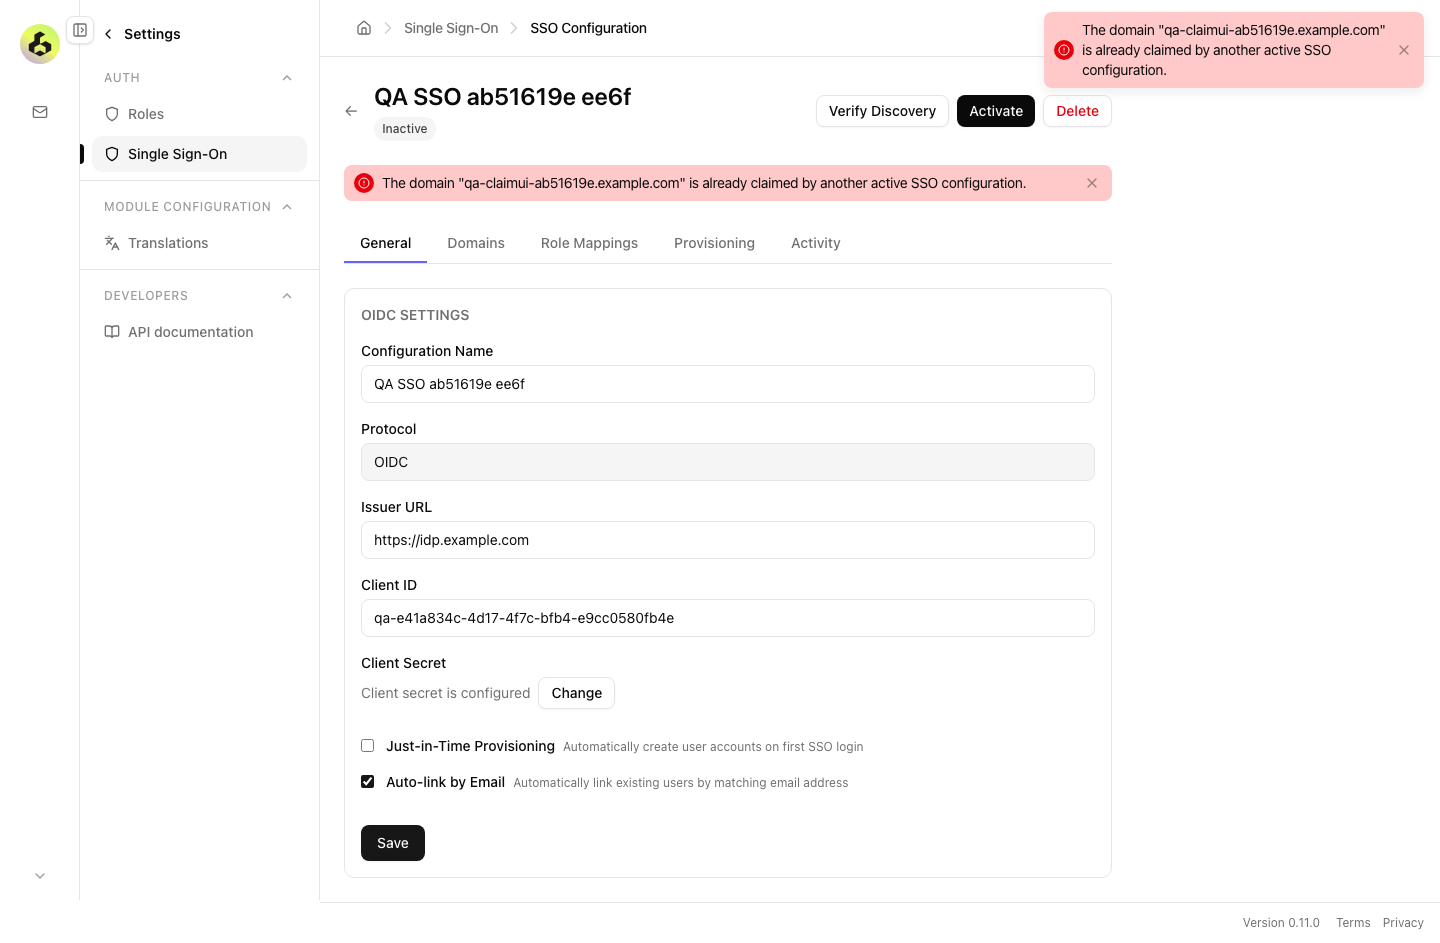 Settings
AUTH
Roles
Single Sign-On
MODULE CONFIGURATION
Translations
DEVELOPERS
API documentation
Single Sign-On
SSO Configuration
The domain "qa-claimui-ab51619e.example.com"
is already claimed by another active SSO
configuration.
QA SSO ab51619e ee6f
Inactive
Verify Discovery
Activate
Delete
The domain "qa-claimui-ab51619e.example.com" is already claimed by another active SSO configuration.
General
Domains
Role Mappings
Provisioning
Activity
OIDC SETTINGS
Configuration Name
QA SSO ab51619e ee6f
Protocol
OIDC
Issuer URL
https://idp.example.com
Client ID
qa-e41a834c-4d17-4f7c-bfb4-e9cc0580fb4e
Client Secret
Client secret is configured
Change
Just-in-Time Provisioning Automatically create user accounts on first SSO login
Auto-link by Email Automatically link existing users by matching email address
Save
Version 0.11.0
Terms
Privacy